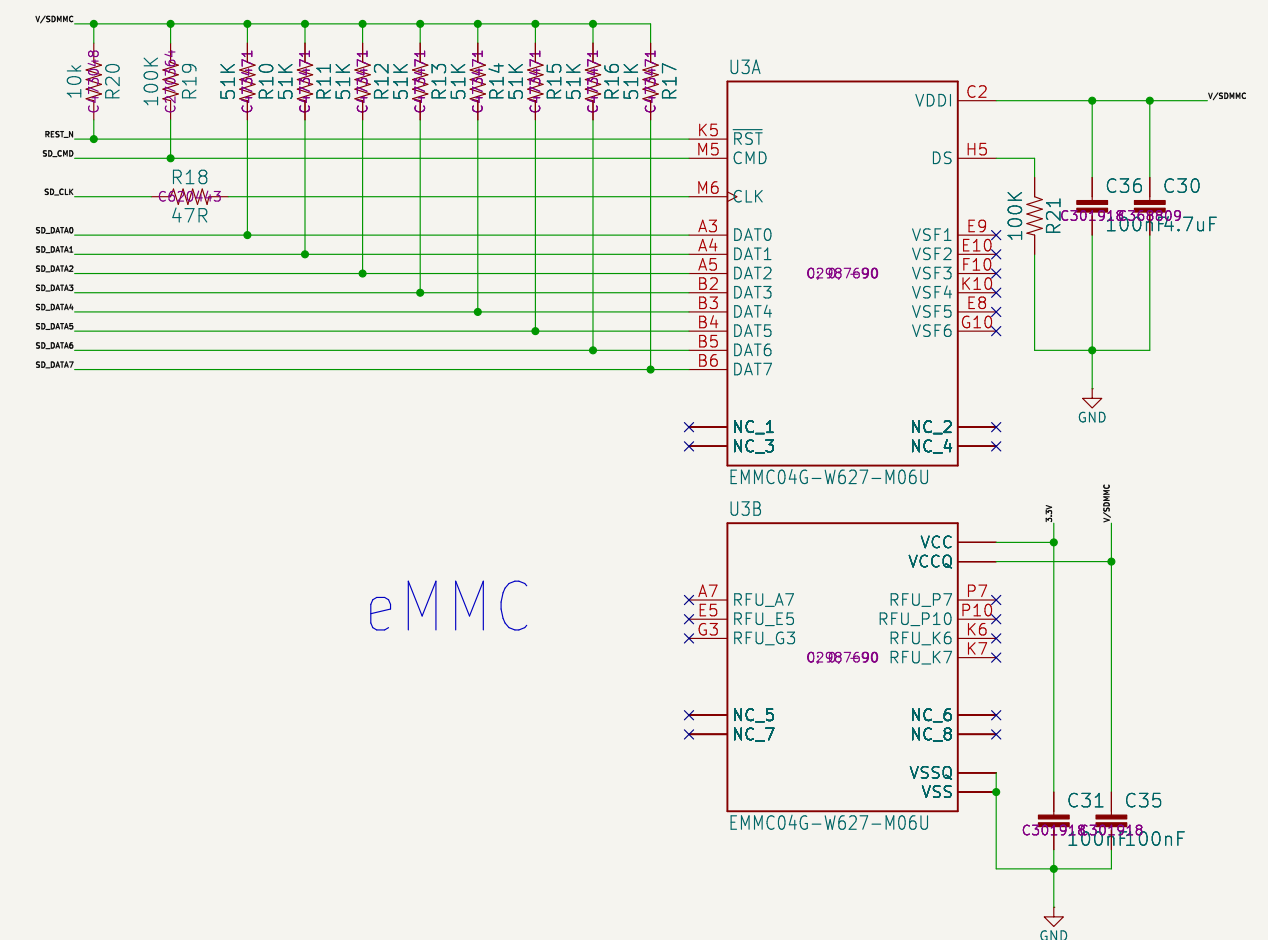 V/SDMMC
10k
C477048
R20
100K
R19
51K
R10
51K
R11
51K
R12
51K
R13
51K
R14
51K
R15
51K
R16
51K
R17
REST_N
SD_CMD
SD_CLK
R18
C620443
47R
SD_DATA0
SD_DATA1
SD_DATA2
SD_DATA3
SD_DATA4
SD_DATA5
SD_DATA6
SD_DATA7
U3A
K5 RST
M5 CMD
M6 CLK
A3 DAT0
A4 DAT1
A5 DAT2
B2 DAT3
B3 DAT4
B4 DAT5
B5 DAT6
B6 DAT7
NC_1
NC_3
VDDI C2
V/SDMMC
DS H5
VSF1 E9
VSF2 E10
VSF3 F10
VSF4 K10
VSF5 E8
VSF6 G10
NC_2
NC_4
EMMC04G-W627-M06U
100K
R21
C36
C301918
100nF
C30
4.7uF
GND
eMMC
U3B
A7 RFU_A7
E5 RFU_E5
G3 RFU_G3
NC_5
NC_7
VCC
VCCQ
RFU_P7 P7
RFU_P10 P10
RFU_K6 K6
RFU_K7 K7
NC_6
NC_8
VSSQ
VSS
EMMC04G-W627-M06U
3.3V
V/SDMMC
C31
C301918
100nF
C35
C301918
100nF
GND